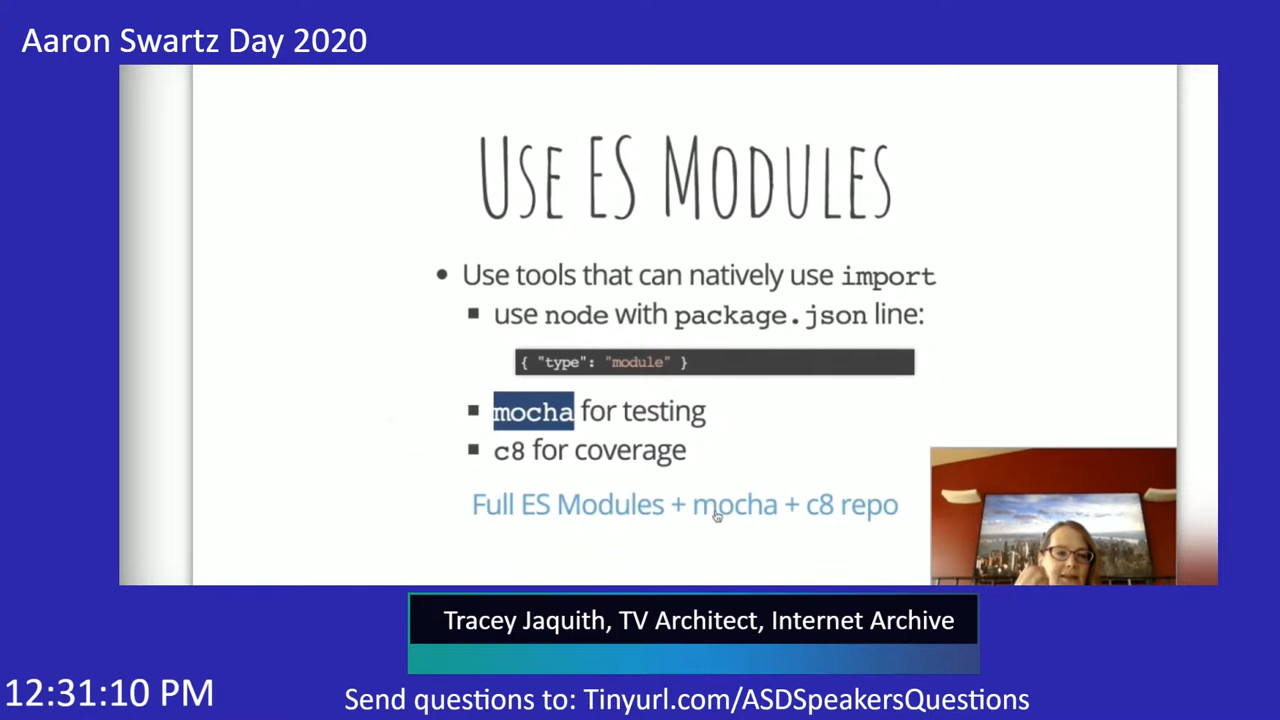 Aaron Swartz Day 2020
USE ES MODULES
Use tools that can natively use import
use node with package.json line:
{ "type": "module" }
mocha for testing
c8 for coverage
Full ES Modules + mocha + c8 repo
Tracey Jaquith, TV Architect, Internet Archive
12:31:10 PM
Send questions to: Tinyurl.com/ASDSpeakersQuestions